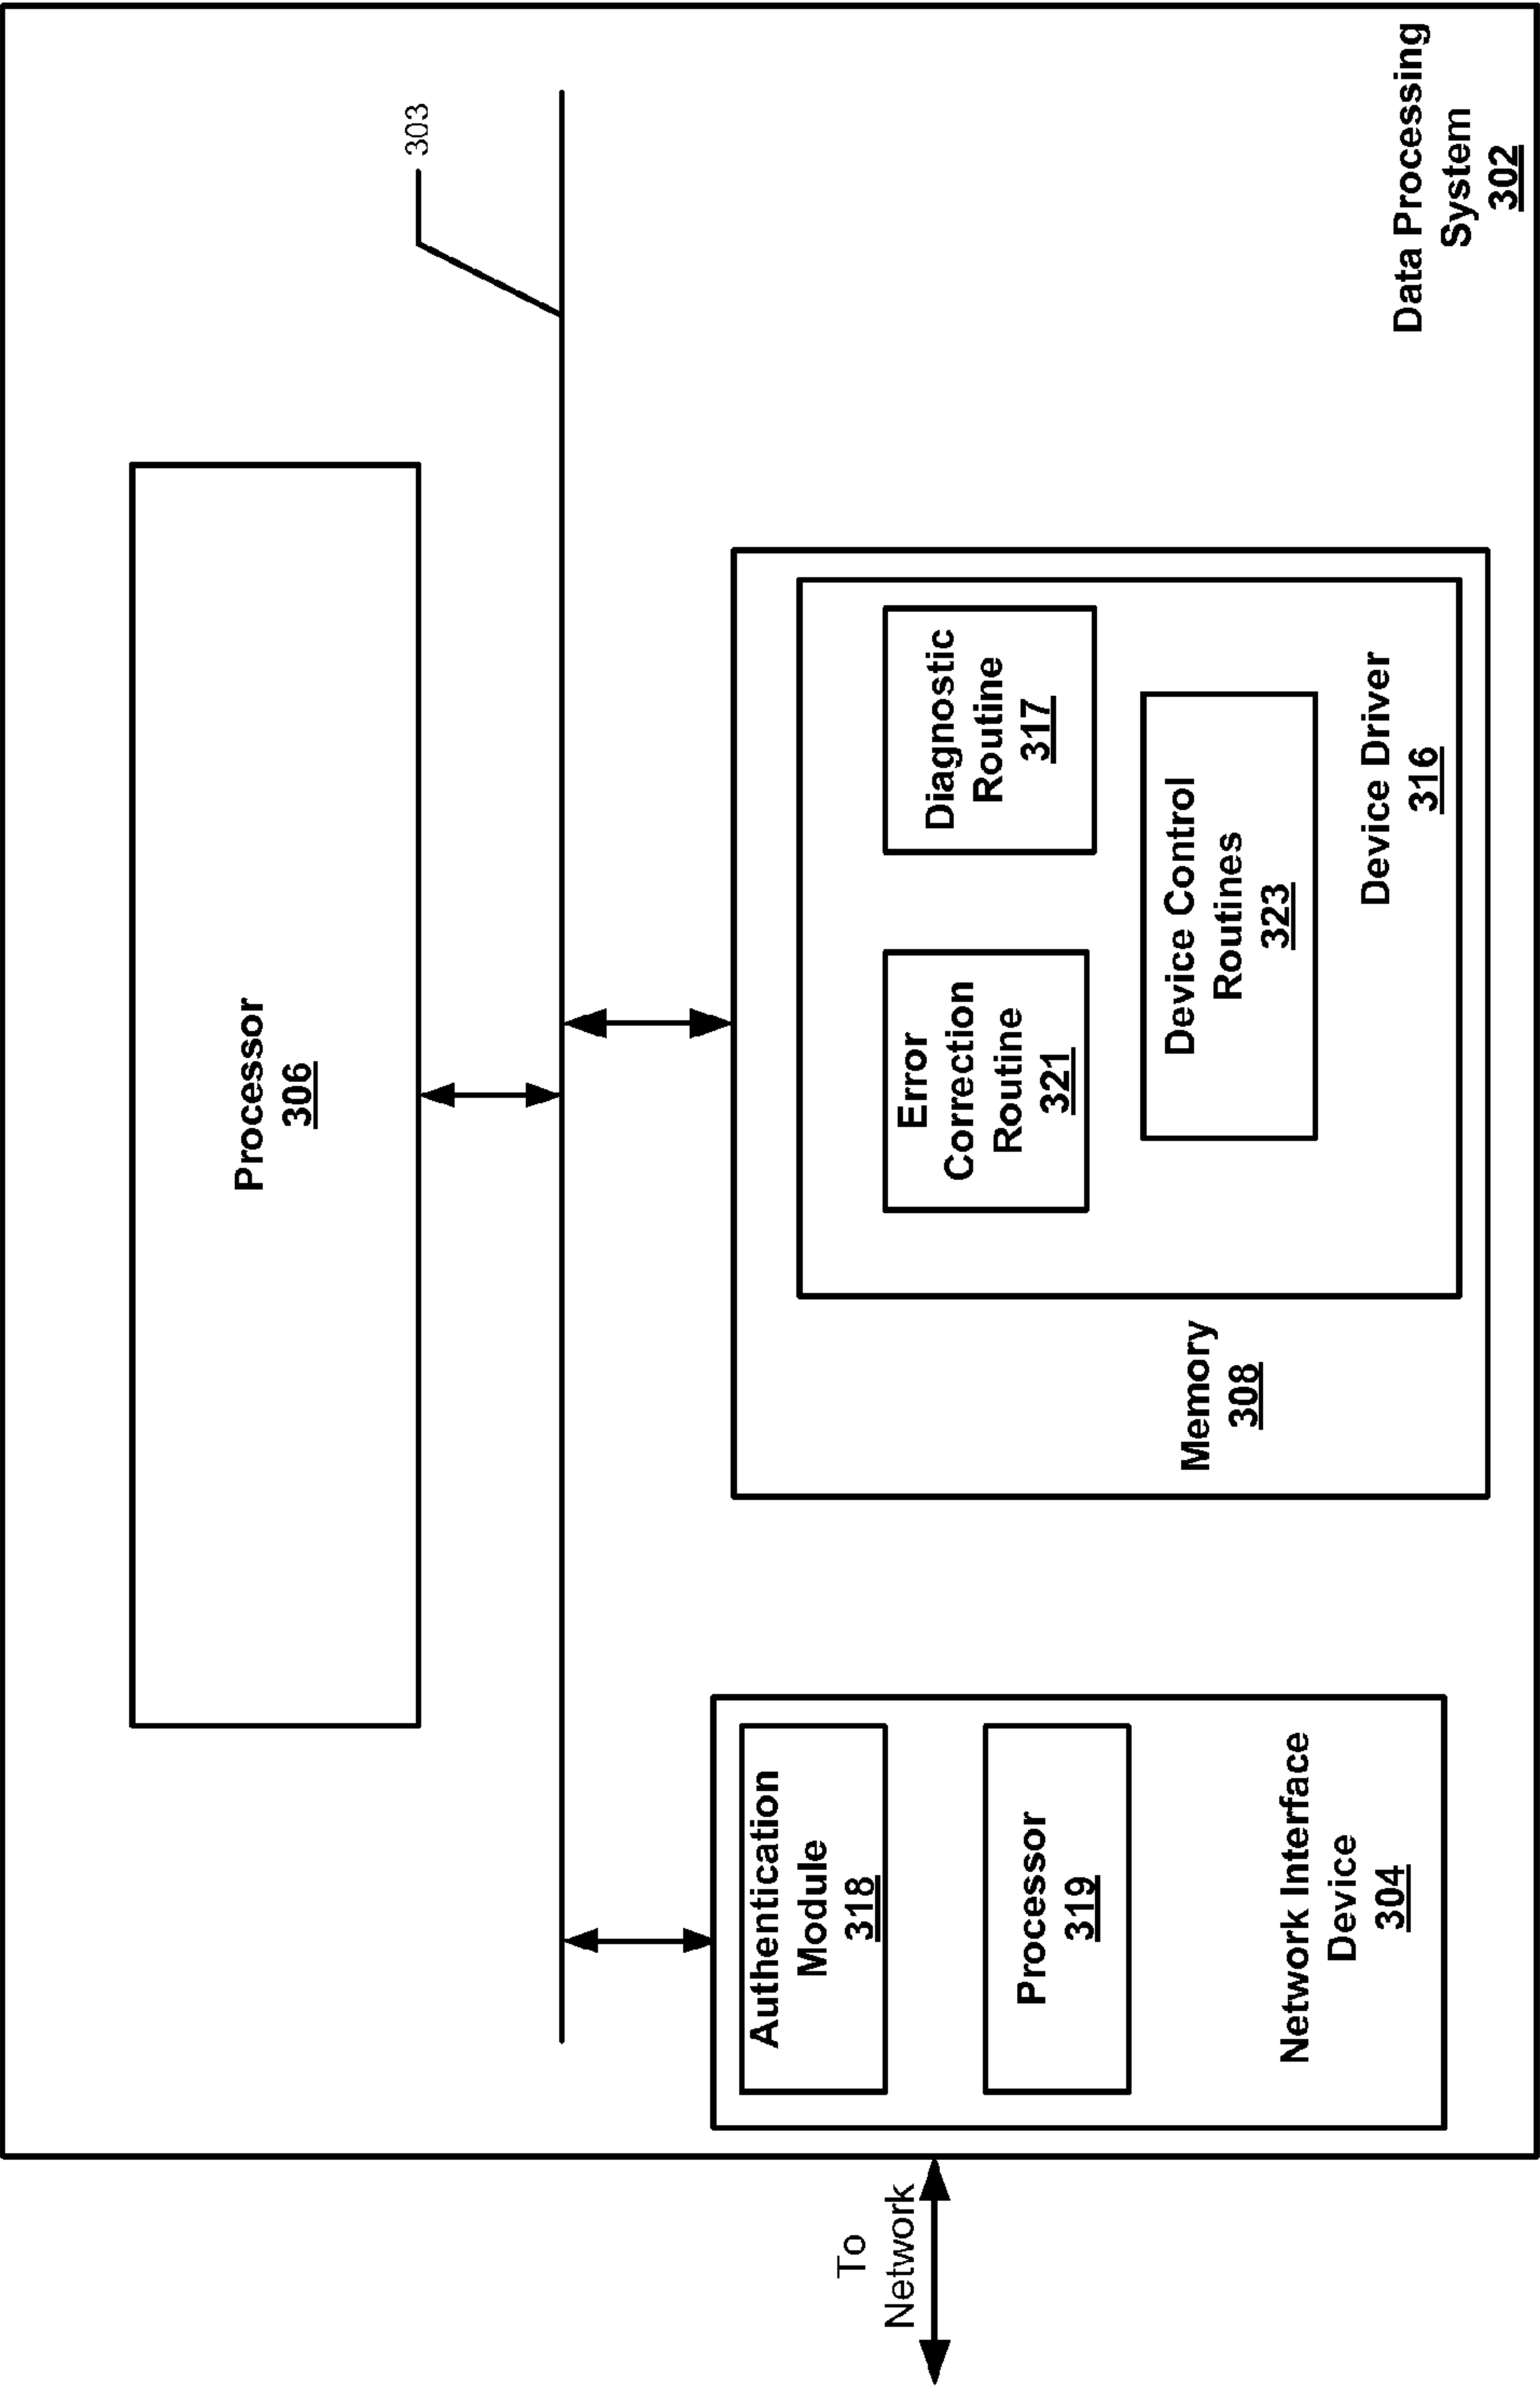 Processor
306
303
Authentication
Module
318
Processor
319
Network Interface
Device
304
To
Network
Memory
308
Error
Correction
Routine
321
Diagnostic
Routine
317
Device Control
Routines
323
Device Driver
316
Data Processing
System
302